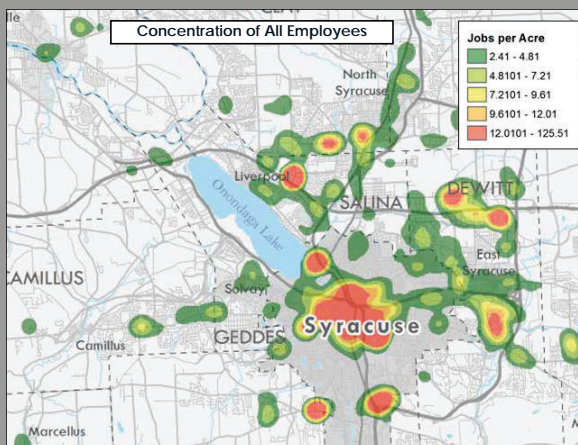 Concentration of All Employees
Jobs per Acre
2.41 - 4.81
4.8101 - 7.21
7.2101 - 9.61
9.6101 - 12.01
12.0101 - 125.51
North
Syracuse
Liverpool
Onondaga Lake
SALINA
DEWITT
East
Syracuse
CAMILLUS
Solvay
Syracuse
GEDDES
Camillus
Marcellus